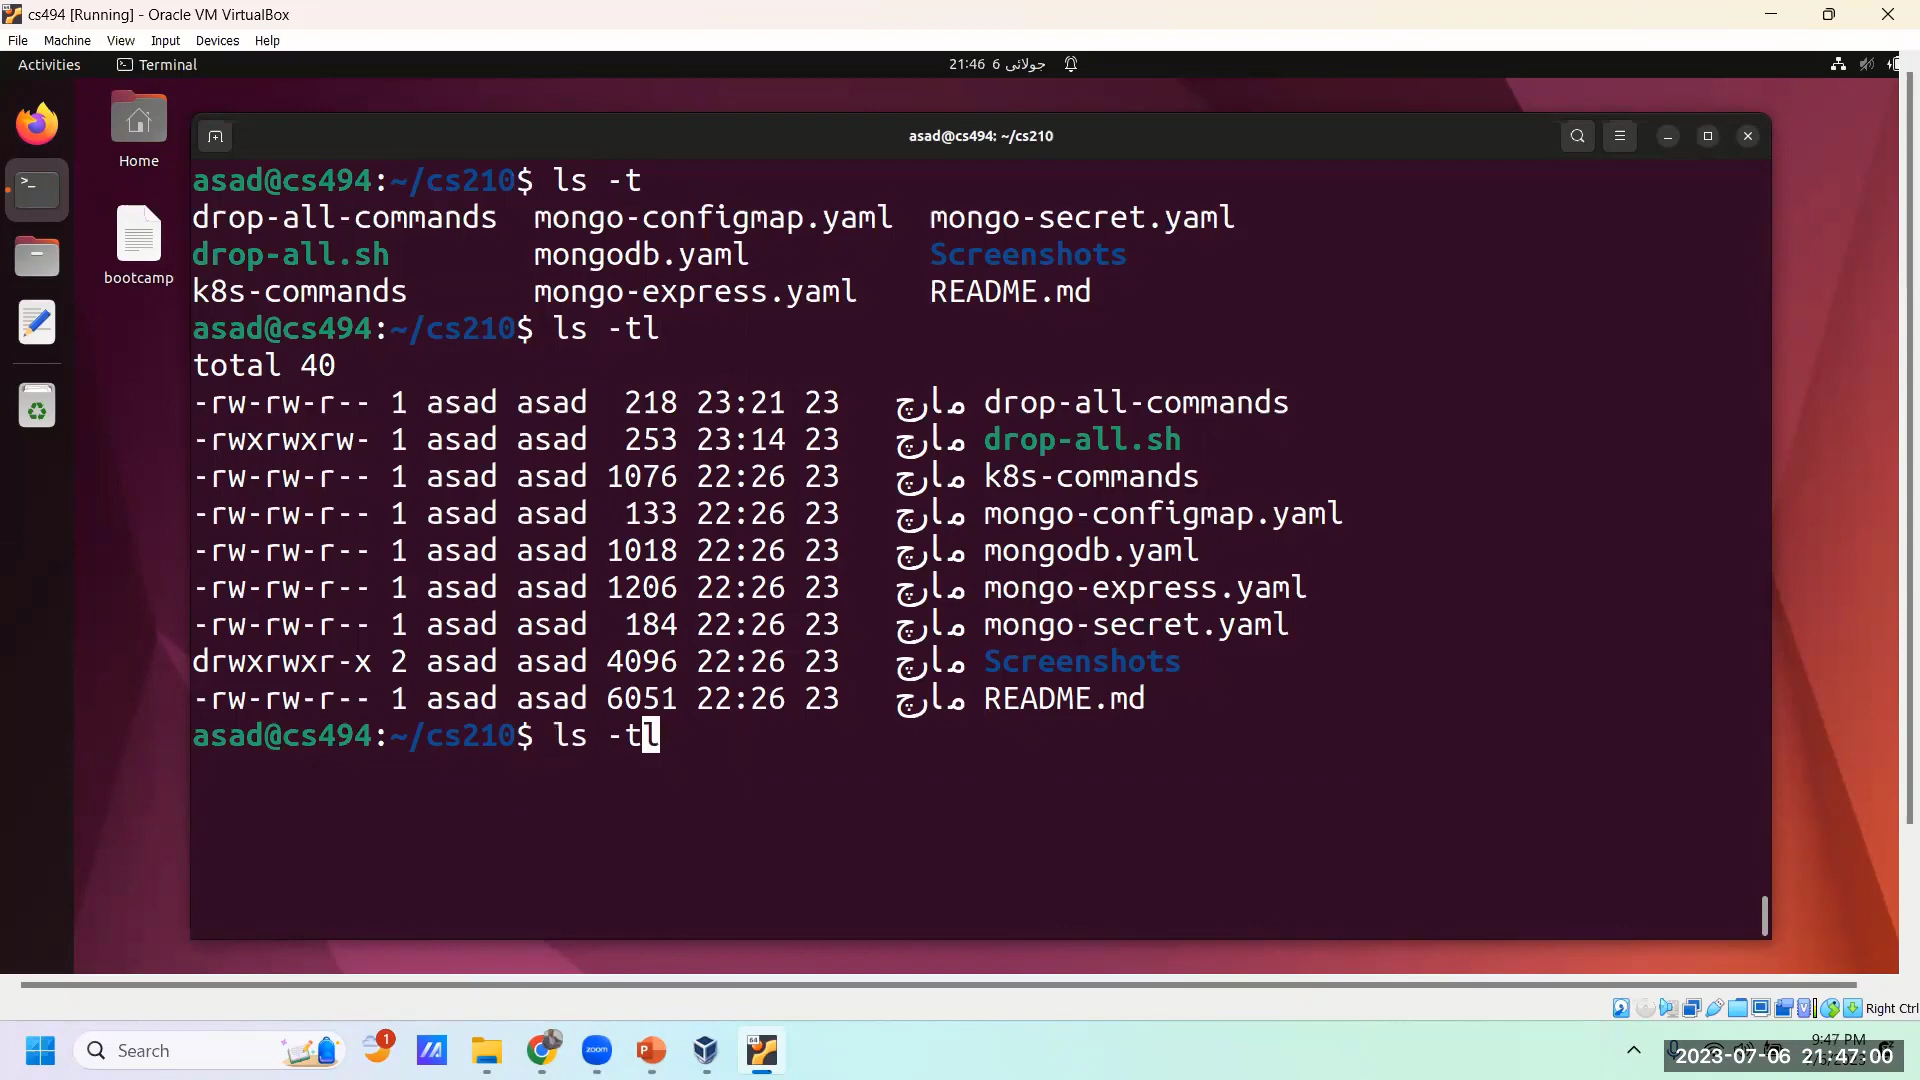 cs494 [Running] - Oracle VM VirtualBox
File Machine View Input Devices Help
Activities Terminal 21:46 6 جولائی
Home
bootcamp
asad@cs494: ~/cs210
asad@cs494:~/cs210$ ls -t
drop-all-commands mongo-configmap.yaml mongo-secret.yaml
drop-all.sh mongodb.yaml Screenshots
k8s-commands mongo-express.yaml README.md
asad@cs494:~/cs210$ ls -tl
total 40
-rw-rw-r-- 1 asad asad 218 23:21 23 مارچ drop-all-commands
-rwxrwxrw- 1 asad asad 253 23:14 23 مارچ drop-all.sh
-rw-rw-r-- 1 asad asad 1076 22:26 23 مارچ k8s-commands
-rw-rw-r-- 1 asad asad 133 22:26 23 مارچ mongo-configmap.yaml
-rw-rw-r-- 1 asad asad 1018 22:26 23 مارچ mongodb.yaml
-rw-rw-r-- 1 asad asad 1206 22:26 23 مارچ mongo-express.yaml
-rw-rw-r-- 1 asad asad 184 22:26 23 مارچ mongo-secret.yaml
drwxrwxr-x 2 asad asad 4096 22:26 23 مارچ Screenshots
-rw-rw-r-- 1 asad asad 6051 22:26 23 مارچ README.md
asad@cs494:~/cs210$ ls -tl
Right Ctrl
Search
1
zoom
64
9:47 PM
2023-07-06 21:47:00